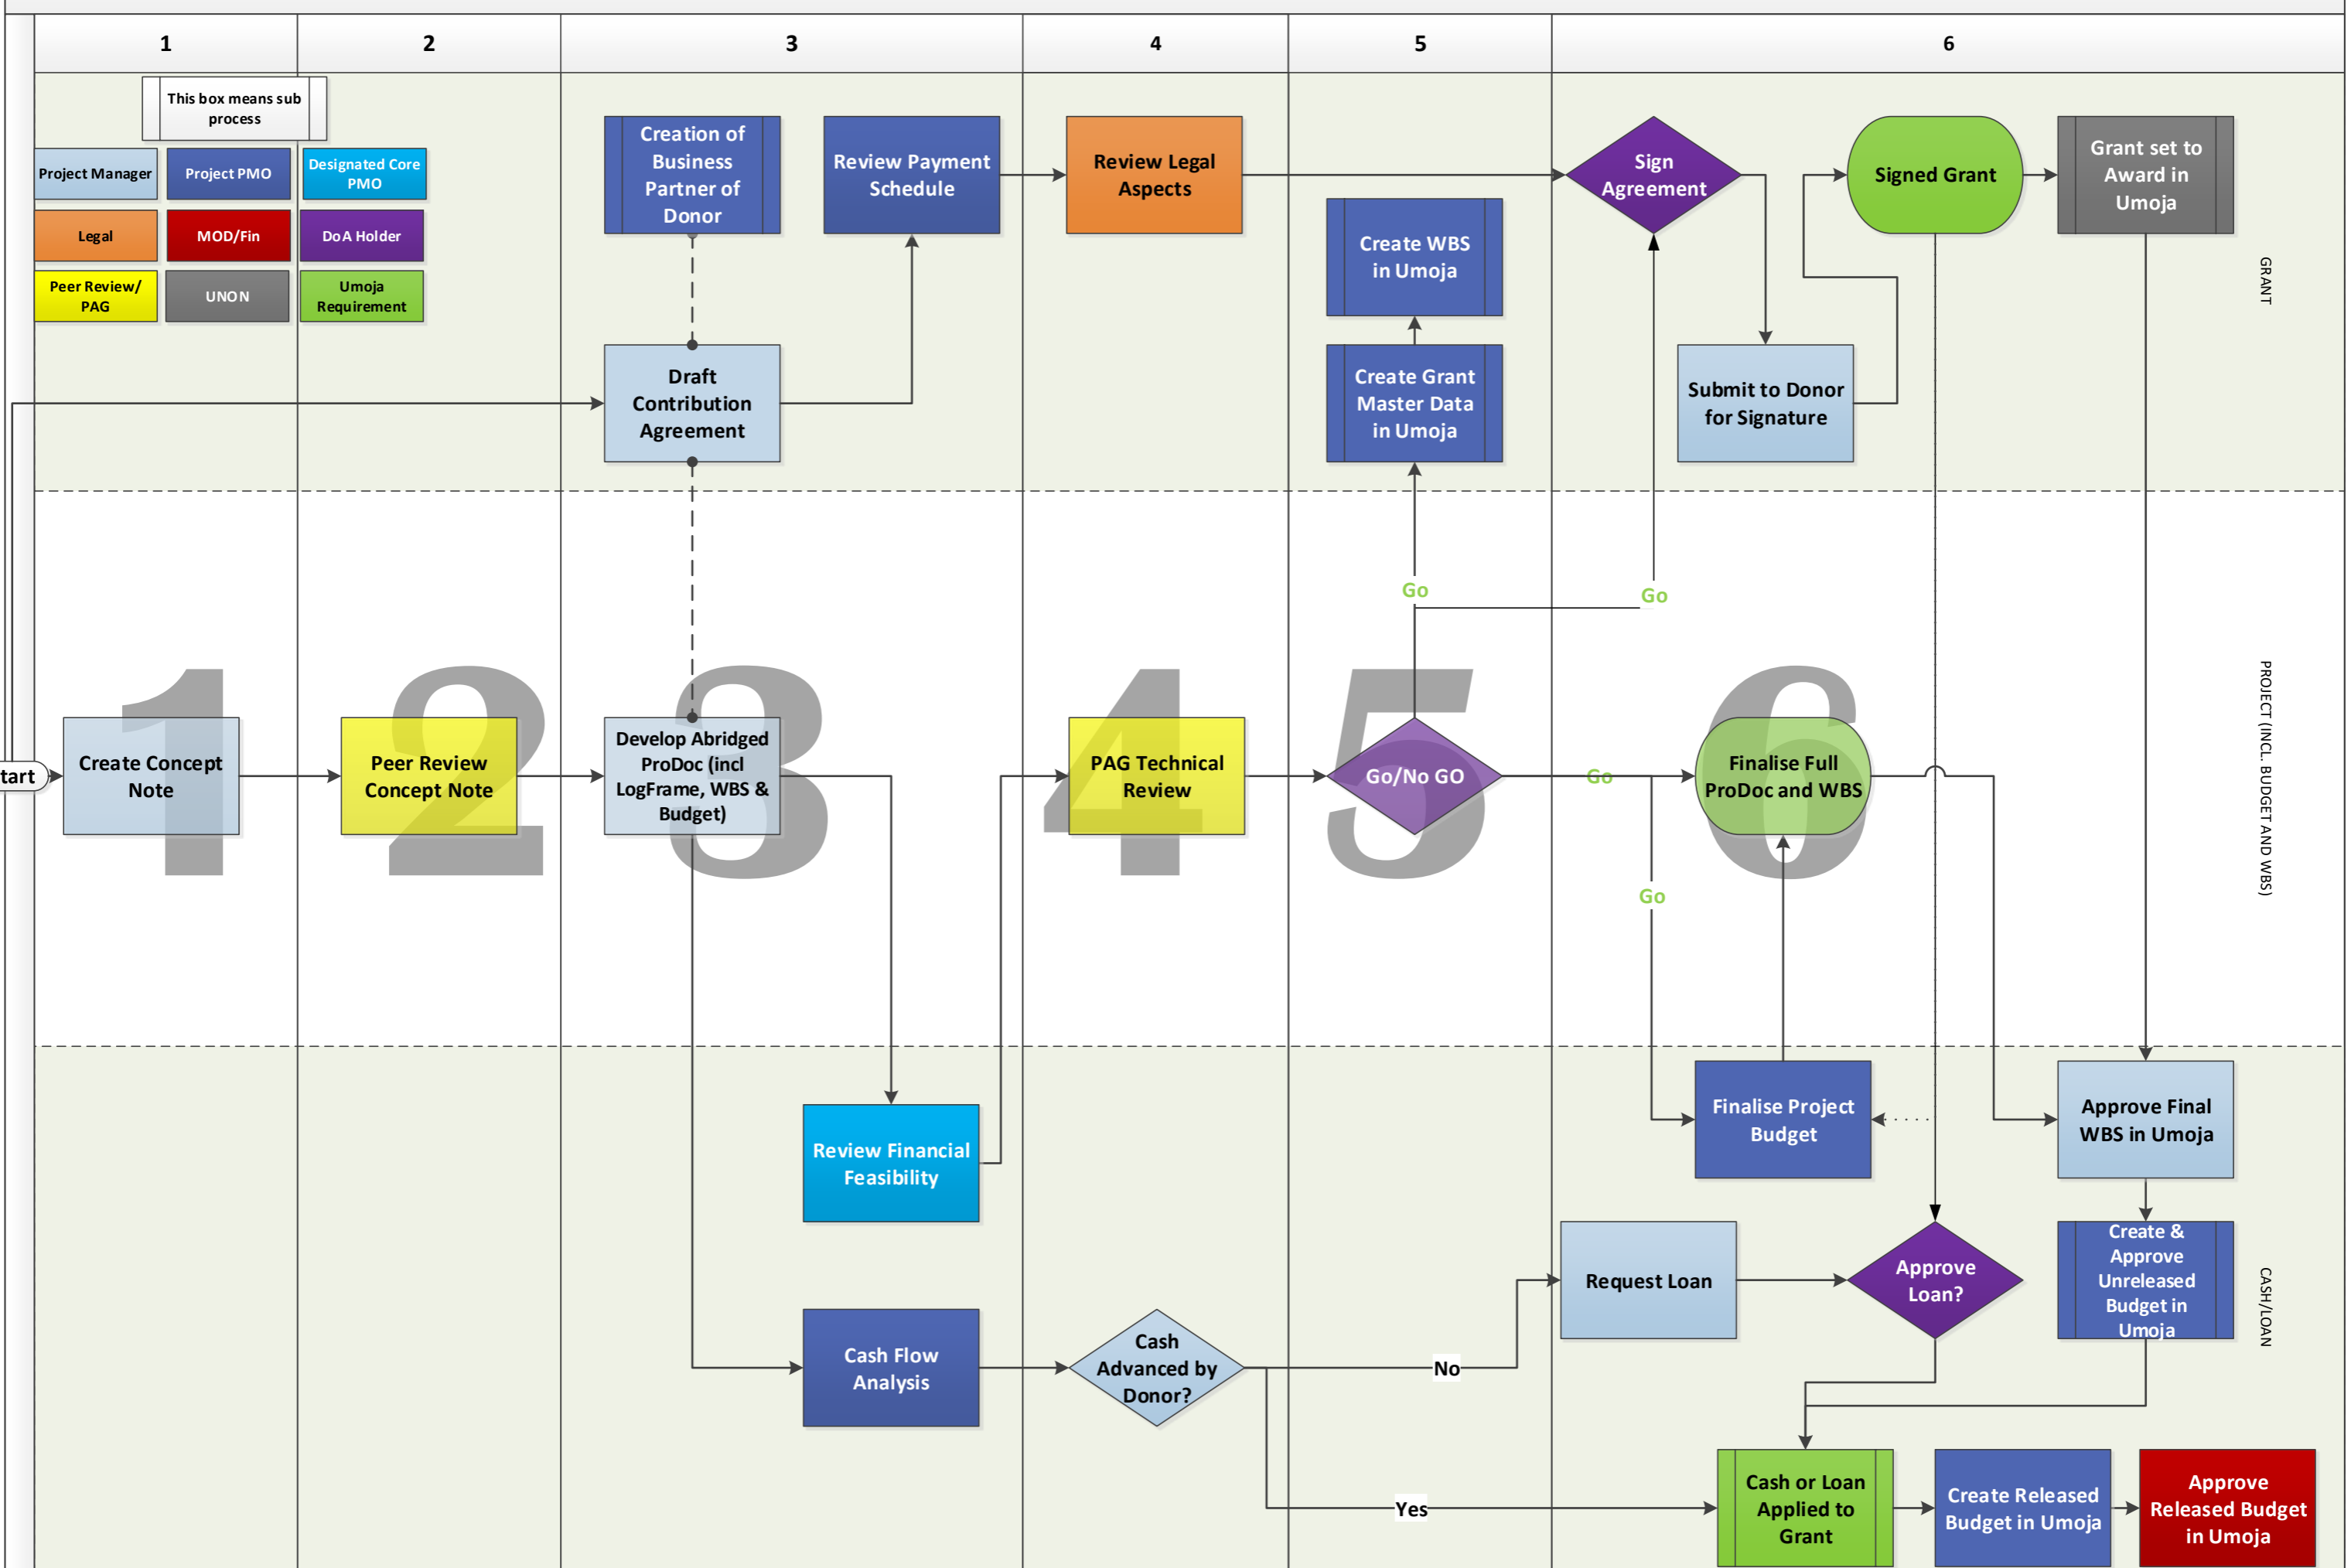 1
2
3
4
5
6
This box means sub
process
Project Manager
Project PMO
Designated Core
PMO
Legal
MOD/Fin
DoA Holder
Peer Review/
PAG
UNON
Umoja
Requirement
Creation of
Business
Partner of
Donor
Review Payment
Schedule
Review Legal
Aspects
Sign
Agreement
Signed Grant
Grant set to
Award in
Umoja
Create WBS
in Umoja
GRANT
Draft
Contribution
Agreement
Create Grant
Master Data
in Umoja
Submit to Donor
for Signature
Go
Go
1
2
3
4
5
6
tart
Create Concept
Note
Peer Review
Concept Note
Develop Abridged
ProDoc (incl
LogFrame, WBS &
Budget)
PAG Technical
Review
Go/No GO
Go
Finalise Full
ProDoc and WBS
PROJECT (INCL. BUDGET AND WBS)
Go
Review Financial
Feasibility
Finalise Project
Budget
Approve Final
WBS in Umoja
Request Loan
Approve
Loan?
Create &
Approve
Unreleased
Budget in
Umoja
CASH/LOAN
Cash Flow
Analysis
Cash
Advanced by
Donor?
No
Yes
Cash or Loan
Applied to
Grant
Create Released
Budget in Umoja
Approve
Released Budget
in Umoja